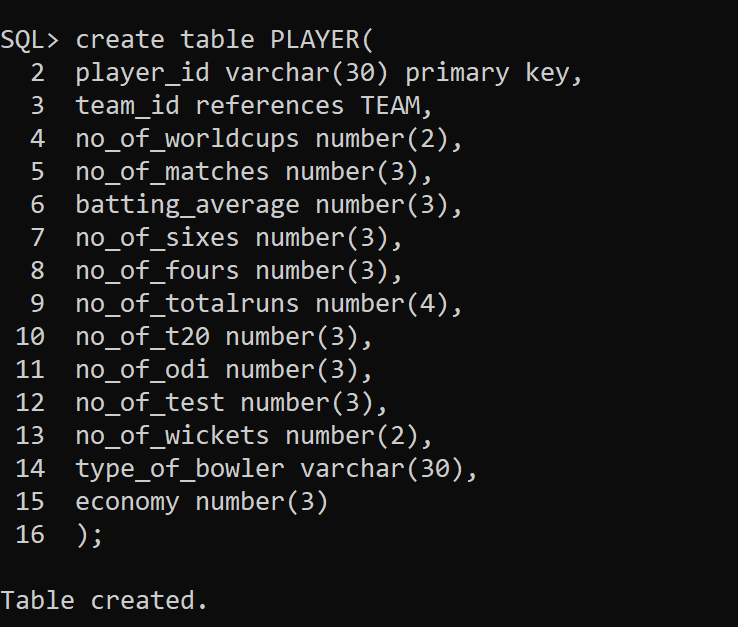 SQL> create table PLAYER(
  2  player_id varchar(30) primary key,
  3  team_id references TEAM,
  4  no_of_worldcups number(2),
  5  no_of_matches number(3),
  6  batting_average number(3),
  7  no_of_sixes number(3),
  8  no_of_fours number(3),
  9  no_of_totalruns number(4),
 10  no_of_t20 number(3),
 11  no_of_odi number(3),
 12  no_of_test number(3),
 13  no_of_wickets number(2),
 14  type_of_bowler varchar(30),
 15  economy number(3)
 16  );
Table created.